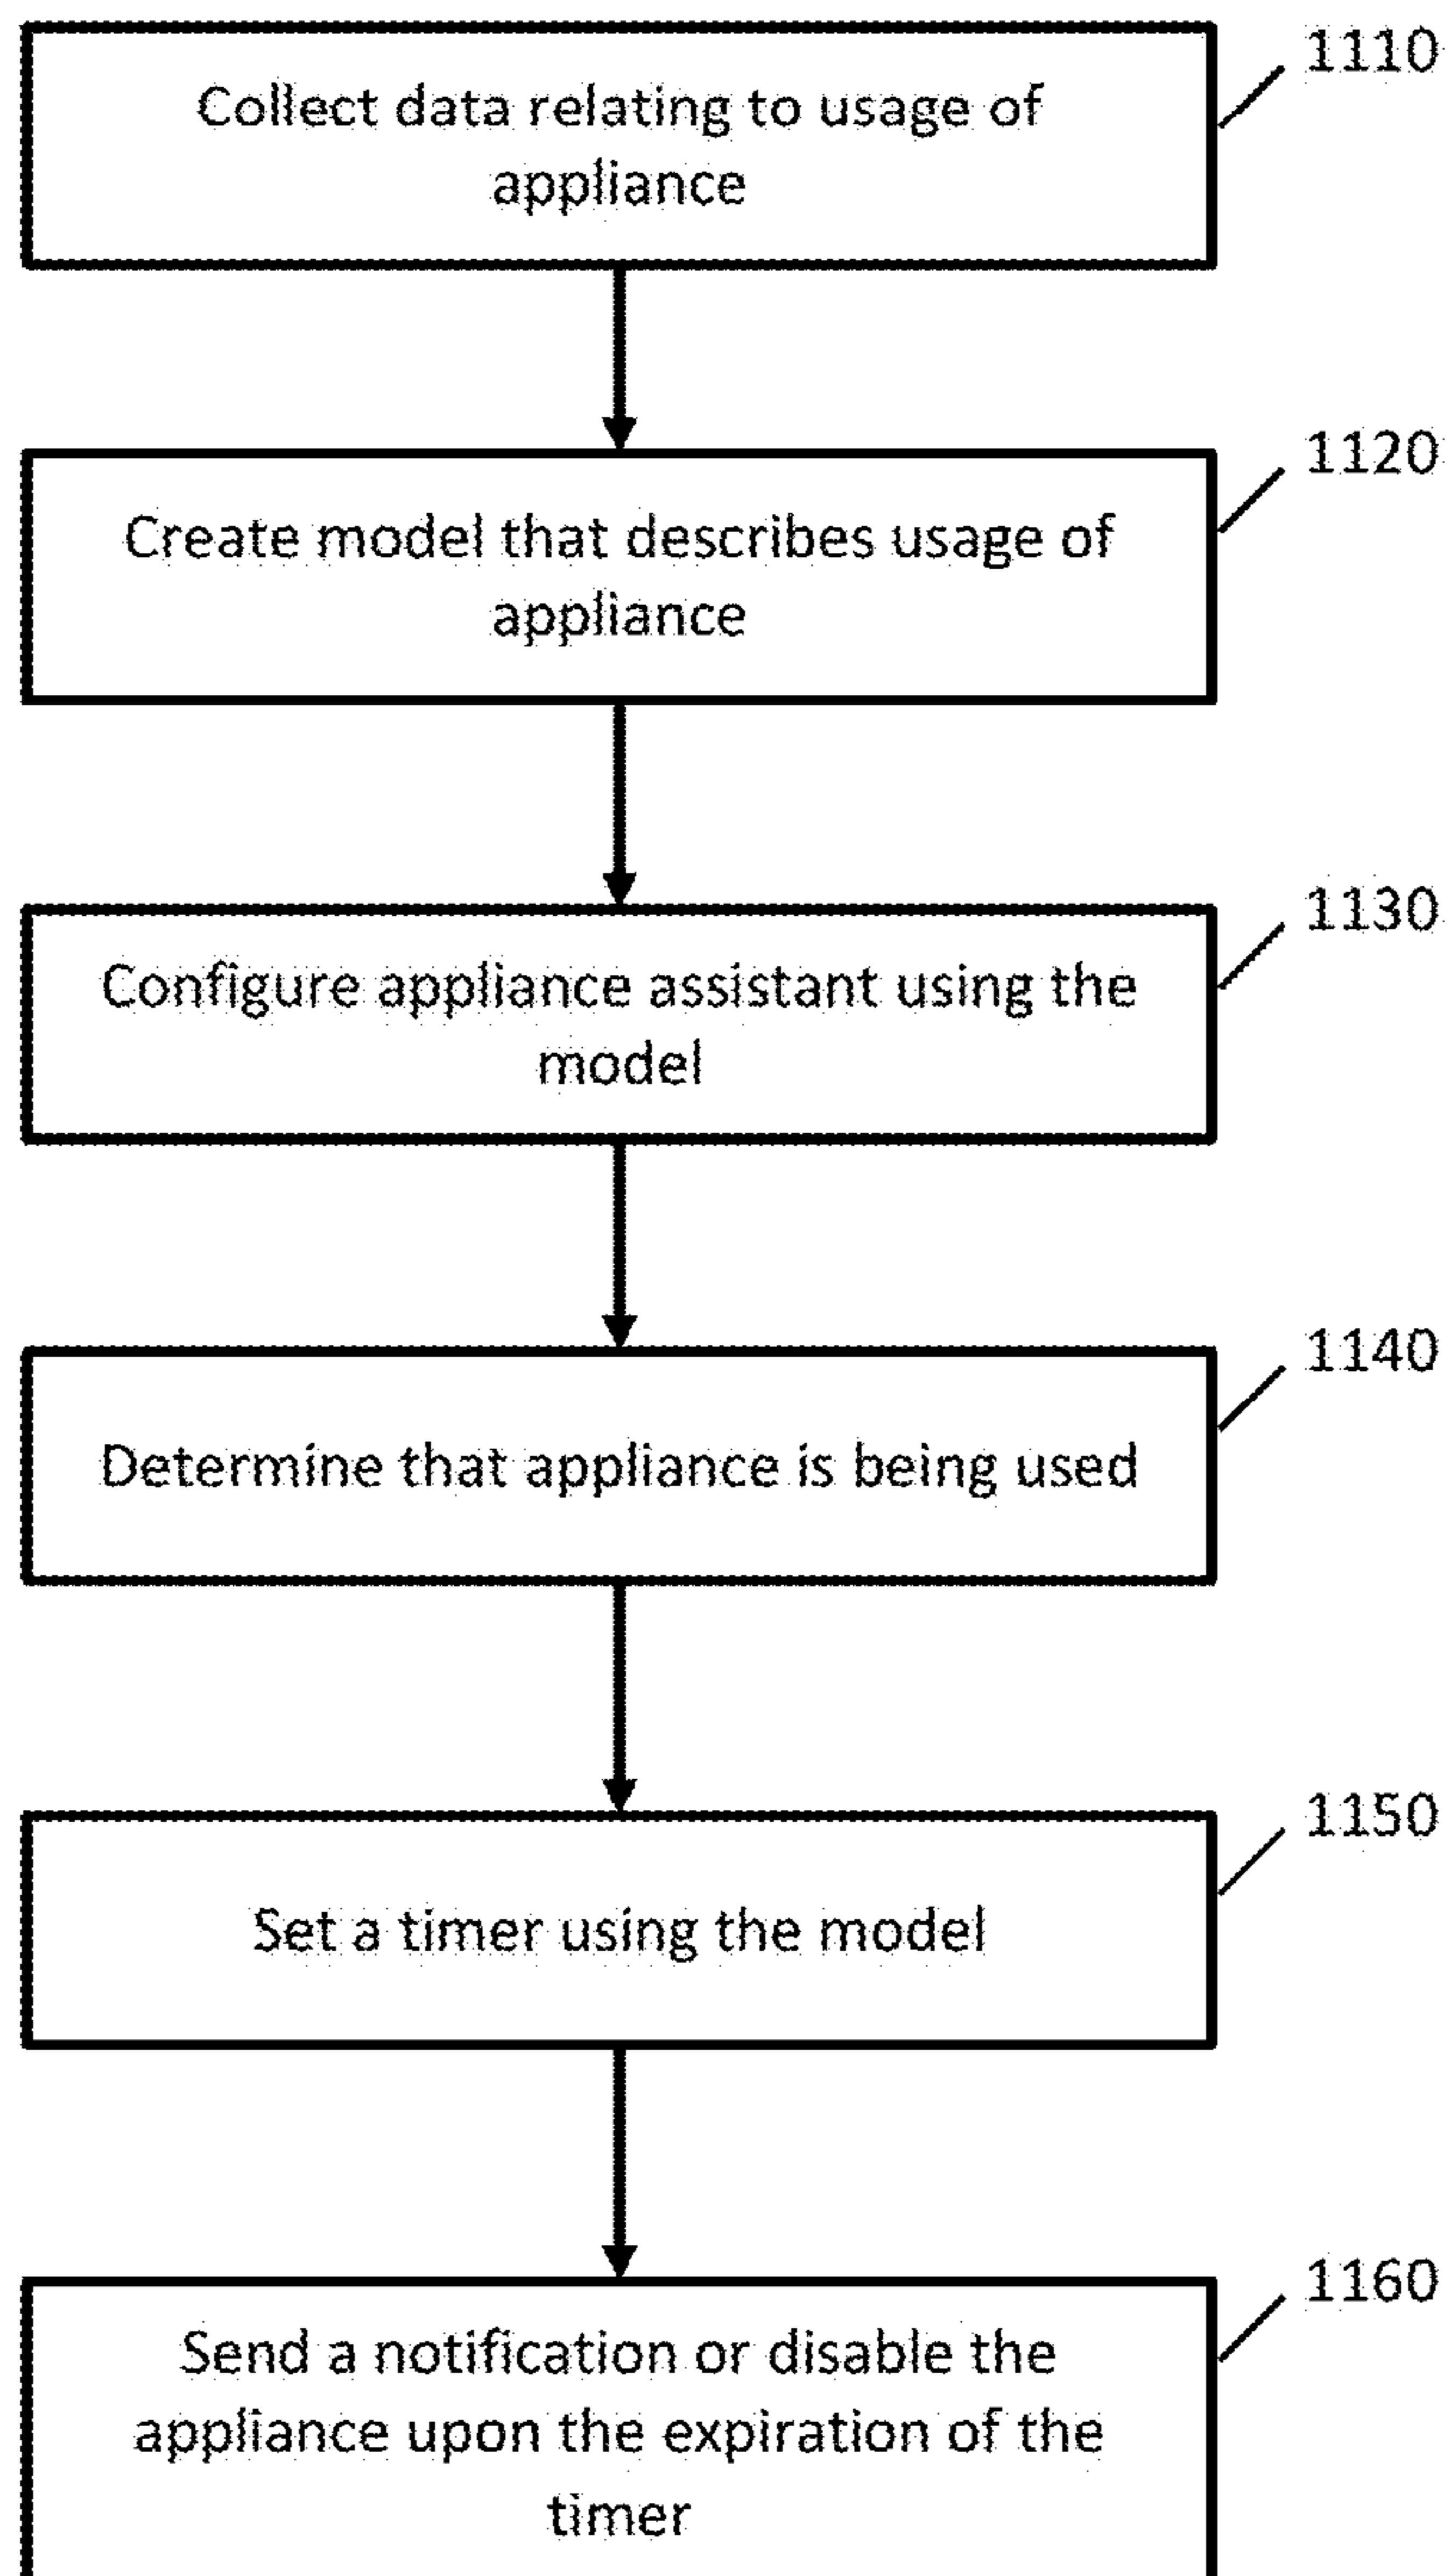 1110
Collect data relating to usage of
appliance
1120
Create model that describes usage of
appliance
1130
Configure appliance assistant using the
model
1140
Determine that appliance is being used
1150
Set a timer using the model
1160
Send a notification or disable the
appliance upon the expiration of the
timer